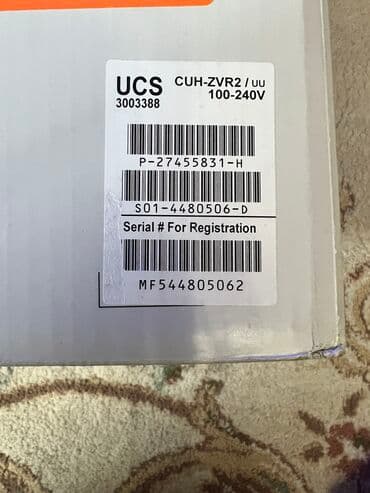 UCS CUH-ZVR2 / UU
3003388 100-240V
P-27455831-H
S01-4480506-D
Serial # For Registration
MF544805062